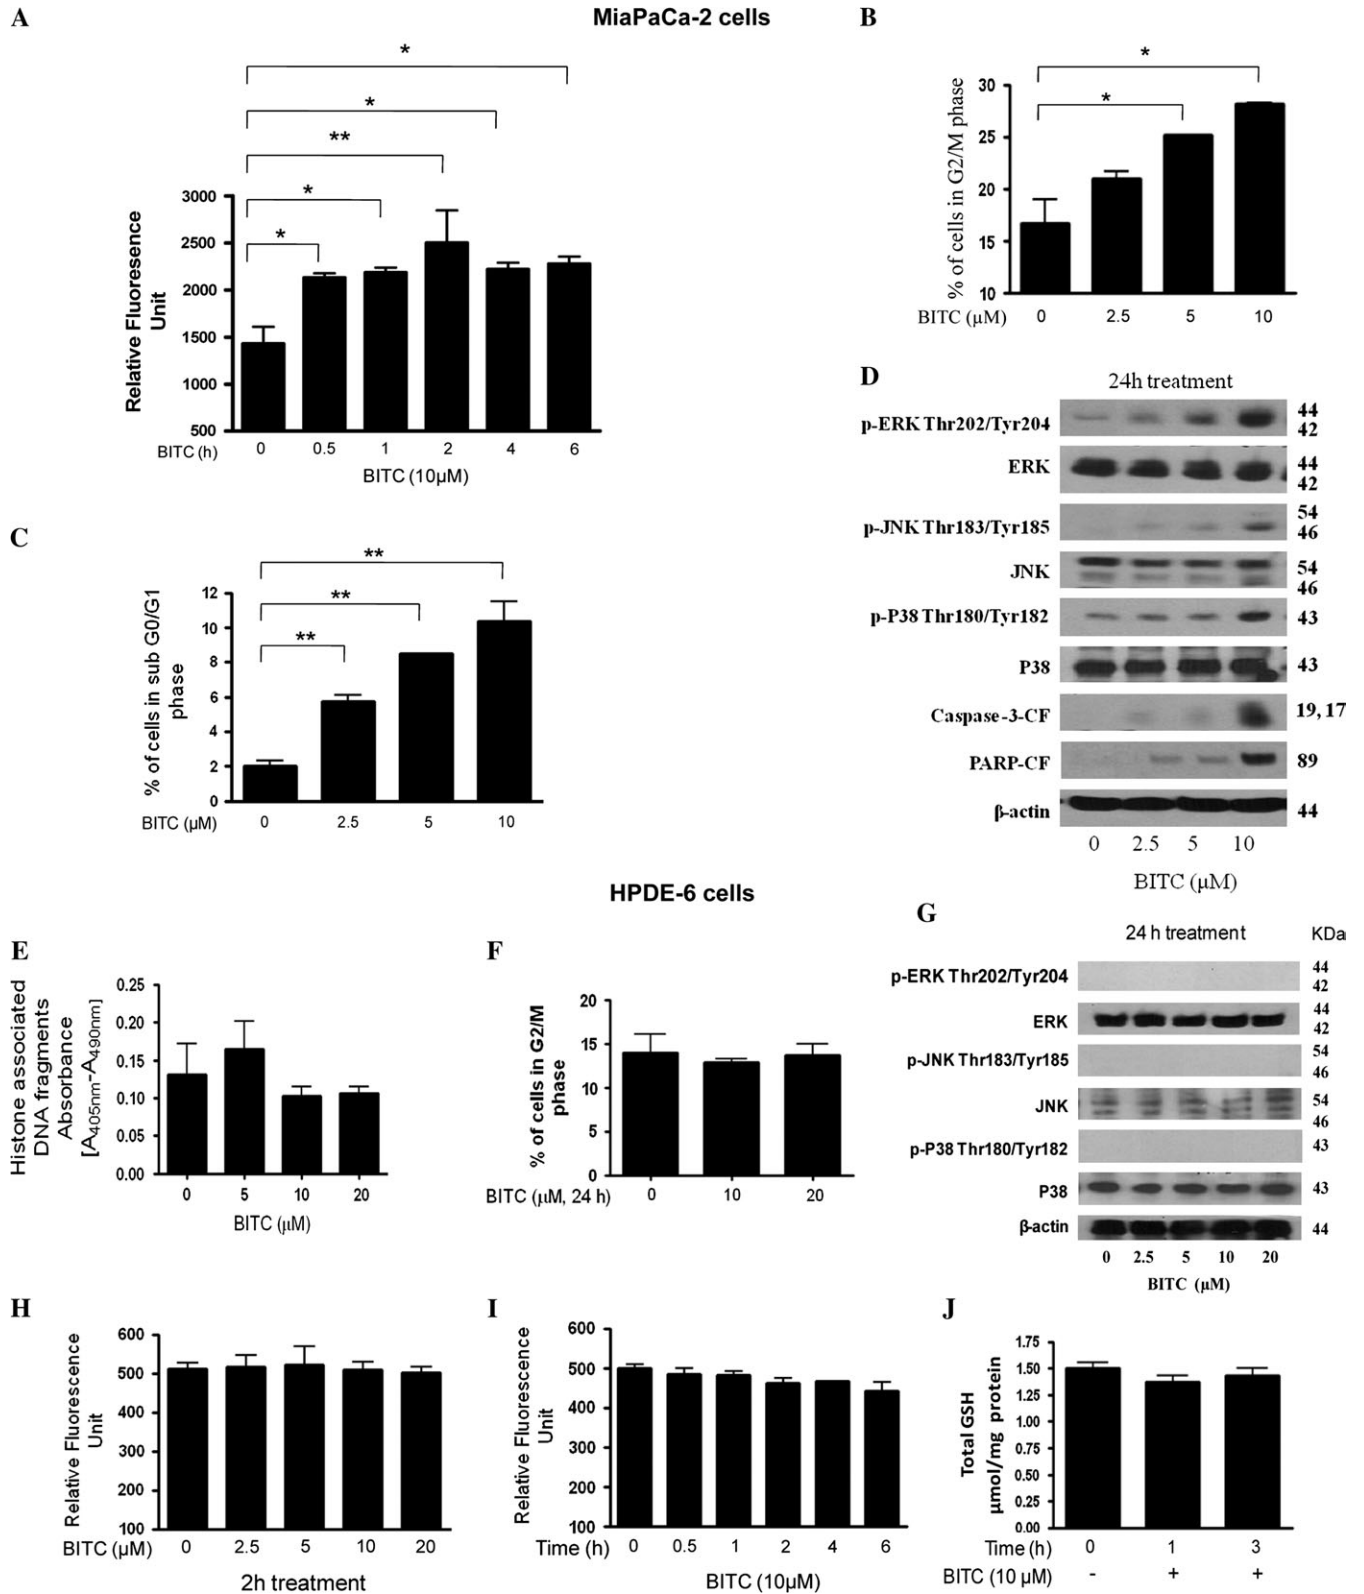 A
MiaPaCa-2 cells
B
*
*
**
*
*
3000
2500
2000
1500
1000
500
Relative Fluoresence
Unit
BITC (h) 0 0.5 1 2 4 6
BITC (10µM)
*
*
30
25
20
15
10
% of cells in G2/M phase
BITC (µM) 0 2.5 5 10
C
**
**
**
12
10
8
6
4
2
0
% of cells in sub G0/G1
phase
BITC (µM) 0 2.5 5 10
D
24h treatment
p-ERK Thr202/Tyr204 44
42
ERK 44
42
p-JNK Thr183/Tyr185 54
46
JNK 54
46
p-P38 Thr180/Tyr182 43
P38 43
Caspase-3-CF 19, 17
PARP-CF 89
β-actin 44
0 2.5 5 10
BITC (µM)
HPDE-6 cells
E
0.25
0.20
0.15
0.10
0.05
0.00
Histone associated
DNA fragments
Absorbance
[A405nm-A490nm]
0 5 10 20
BITC (µM)
F
20
15
10
5
0
% of cells in G2/M
phase
BITC (µM, 24 h) 0 10 20
G
24 h treatment KDa
p-ERK Thr202/Tyr204 44
42
ERK 44
42
p-JNK Thr183/Tyr185 54
46
JNK 54
46
p-P38 Thr180/Tyr182 43
P38 43
β-actin 44
0 2.5 5 10 20
BITC (µM)
H
600
500
400
300
200
100
Relative Fluorescence
Unit
BITC (µM) 0 2.5 5 10 20
2h treatment
I
600
500
400
300
200
100
Relative Fluorescence
Unit
Time (h) 0 0.5 1 2 4 6
BITC (10µM)
J
1.75
1.50
1.25
1.00
0.75
0.50
0.25
0.00
Total GSH
µmol/mg protein
Time (h) 0 1 3
BITC (10 µM) - + +